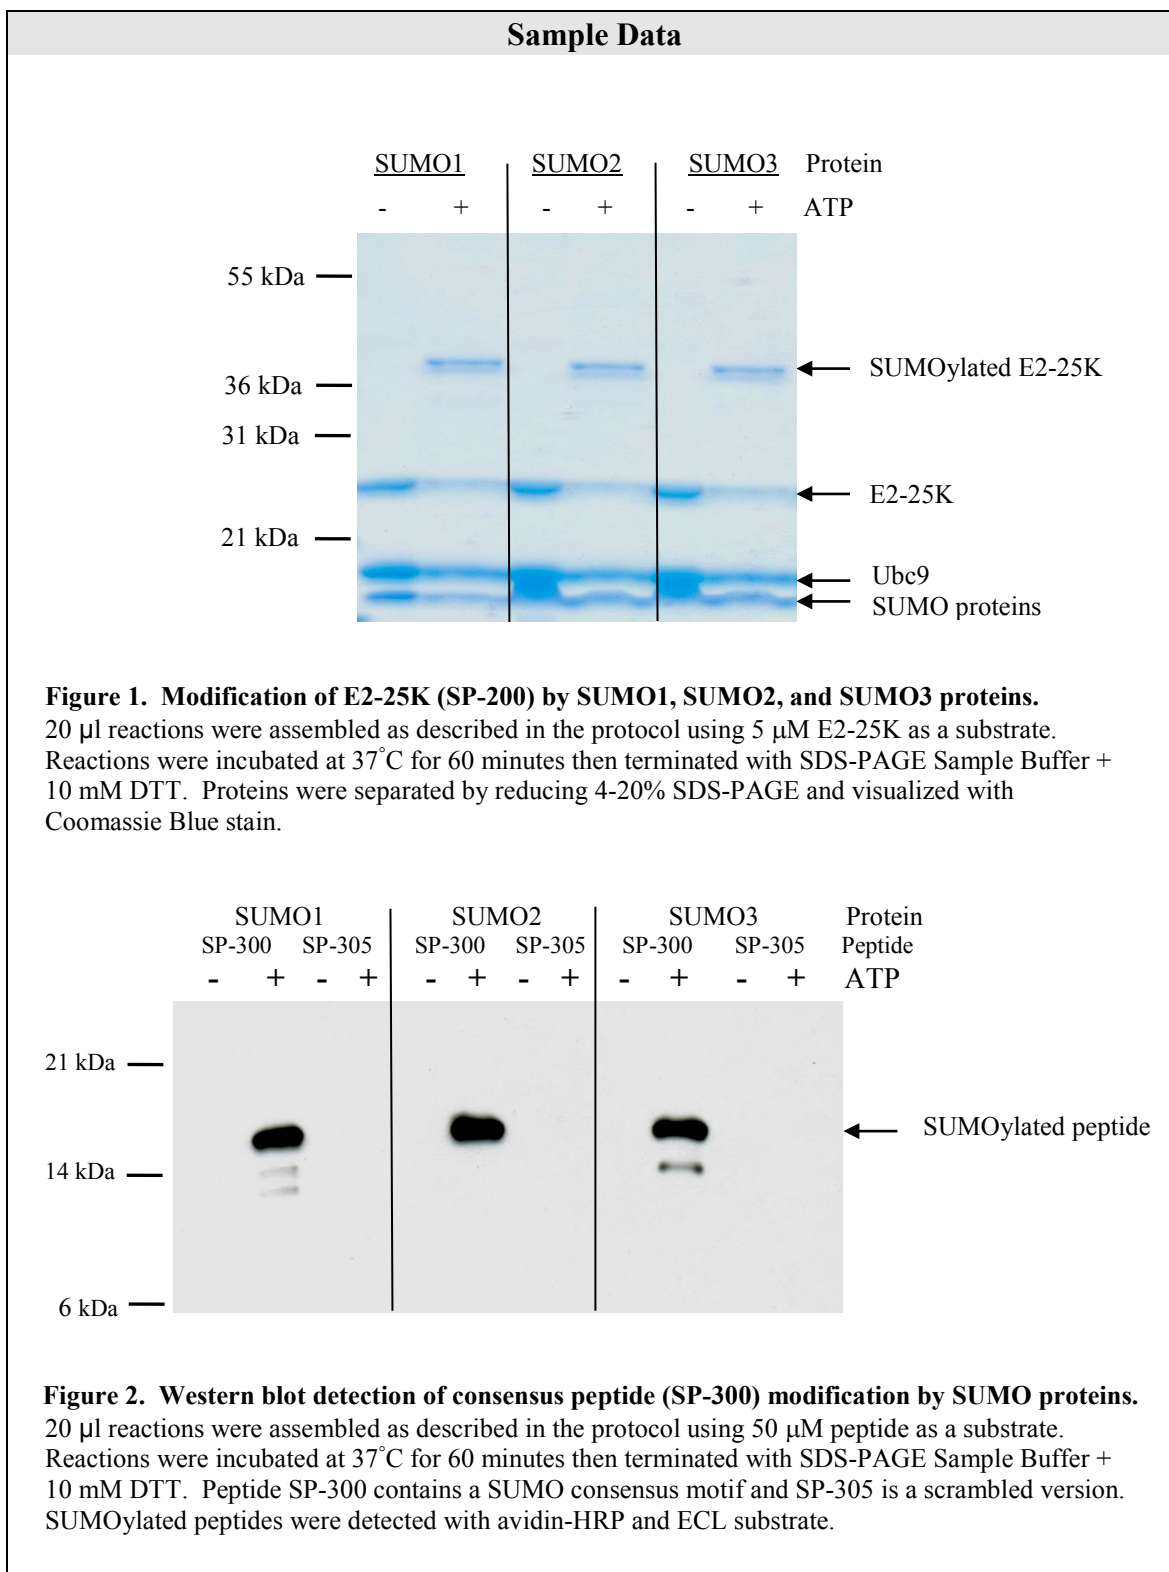 Sample Data
SUMO1 SUMO2 SUMO3 Protein
- + - + - + ATP
55 kDa
SUMOylated E2-25K
36 kDa
31 kDa
E2-25K
21 kDa
Ubc9
SUMO proteins
Figure 1. Modification of E2-25K (SP-200) by SUMO1, SUMO2, and SUMO3 proteins.
20 µl reactions were assembled as described in the protocol using 5 µM E2-25K as a substrate.
Reactions were incubated at 37°C for 60 minutes then terminated with SDS-PAGE Sample Buffer +
10 mM DTT. Proteins were separated by reducing 4-20% SDS-PAGE and visualized with
Coomassie Blue stain.
SUMO1 SUMO2 SUMO3 Protein
SP-300 SP-305 SP-300 SP-305 SP-300 SP-305 Peptide
- + - + - + - + - + - + ATP
21 kDa
SUMOylated peptide
14 kDa
6 kDa
Figure 2. Western blot detection of consensus peptide (SP-300) modification by SUMO proteins.
20 µl reactions were assembled as described in the protocol using 50 µM peptide as a substrate.
Reactions were incubated at 37°C for 60 minutes then terminated with SDS-PAGE Sample Buffer +
10 mM DTT. Peptide SP-300 contains a SUMO consensus motif and SP-305 is a scrambled version.
SUMOylated peptides were detected with avidin-HRP and ECL substrate.